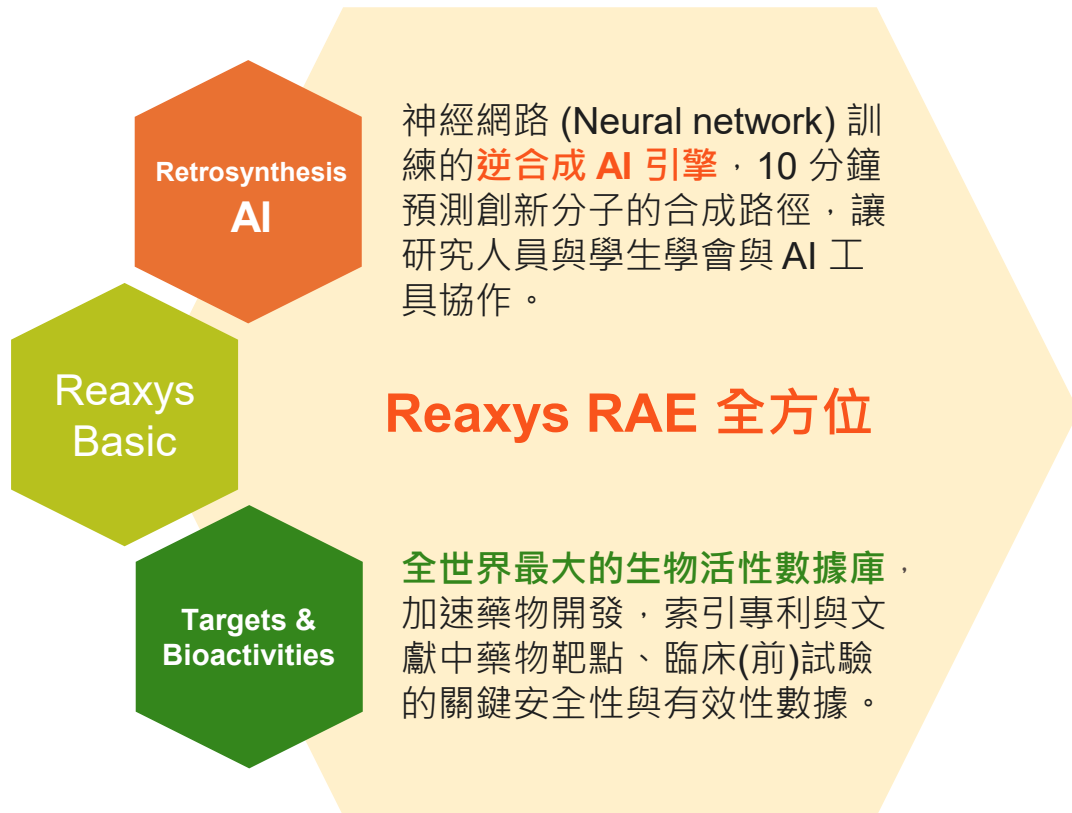 Retrosynthesis
AI
神經網路 (Neural network) 訓
練的逆合成 AI 引擎，10 分鐘
預測創新分子的合成路徑，讓
研究人員與學生學會與 AI 工
具協作。
Reaxys
Basic
Reaxys RAE 全方位
Targets &
Bioactivities
全世界最大的生物活性數據庫，
加速藥物開發，索引專利與文
獻中藥物靶點、臨床(前)試驗
的關鍵安全性與有效性數據。